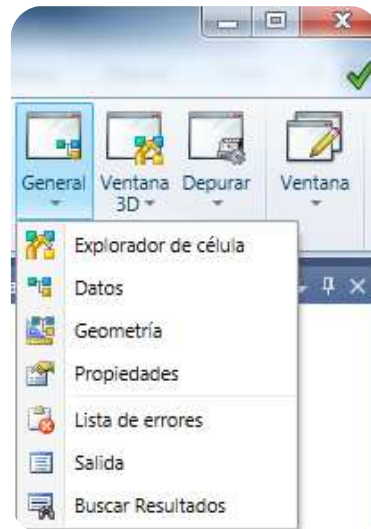 General
Ventana
3D
Depurar
Ventana
Explorador de célula
Datos
Geometría
Propiedades
Lista de errores
Salida
Buscar Resultados